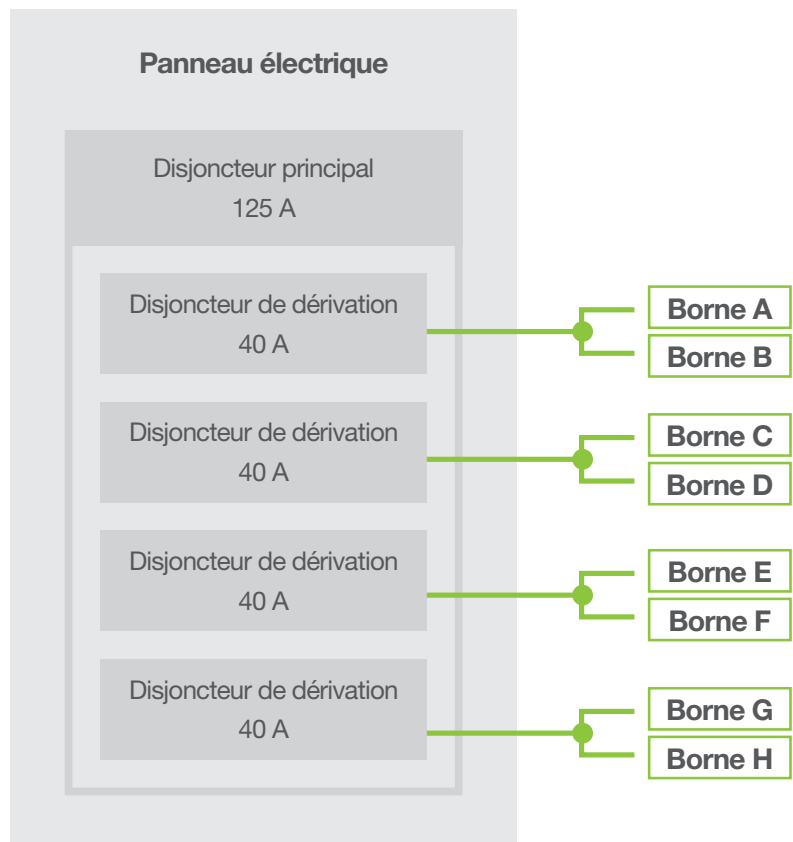 Panneau électrique
Disjoncteur principal
125 A
Disjoncteur de dérivation
40 A
Borne A
Borne B
Disjoncteur de dérivation
40 A
Borne C
Borne D
Disjoncteur de dérivation
40 A
Borne E
Borne F
Disjoncteur de dérivation
40 A
Borne G
Borne H